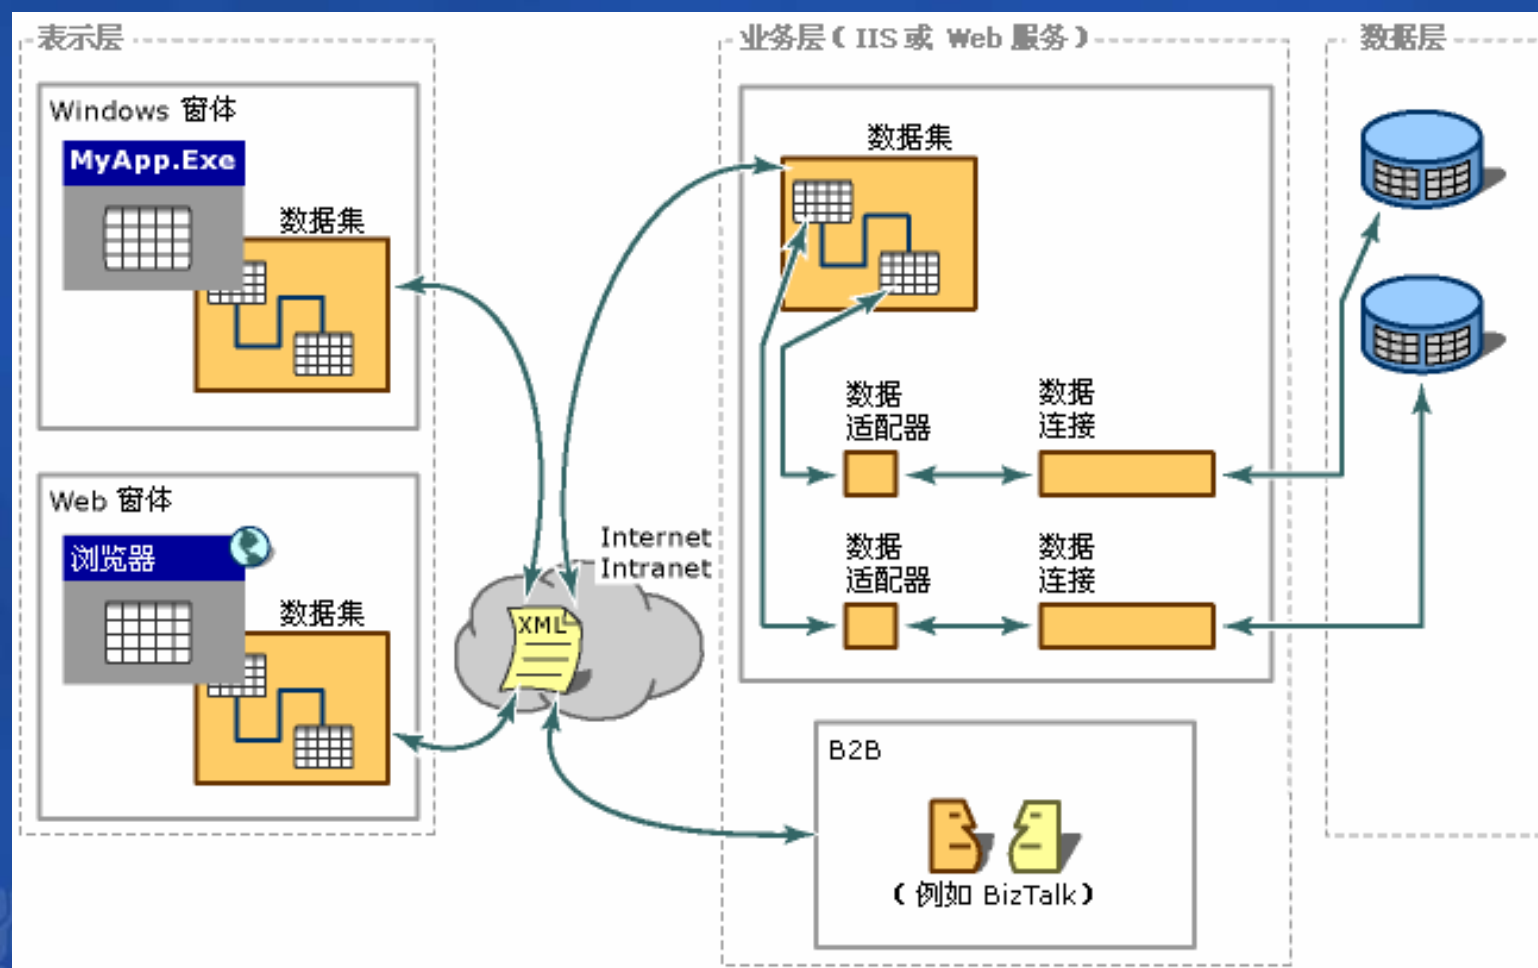 表示层
Windows 窗体
MyApp.Exe
数据集
Web 窗体
浏览器
数据集
Internet
Intranet
XML
业务层 ( IIS 或 Web 服务 )
数据集
数据
适配器
数据
连接
数据
适配器
数据
连接
B2B
( 例如 BizTalk )
数据层